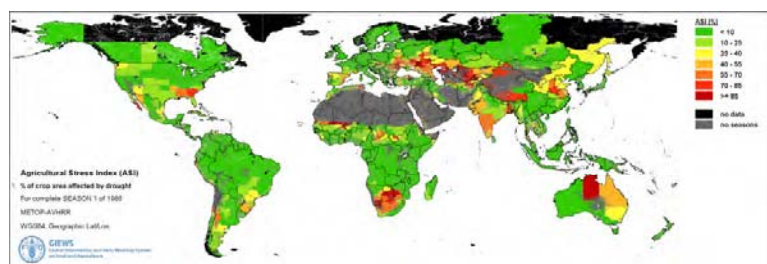 Agricultural Stress Index (ASI)
% of crop area affected by drought
For complete SEASON 1 of 1986
METOP-AVHRR
WGS84, Geographic Lat/Lon
GIEWS
ASI (%)
< 10
10 - 25
25 - 40
40 - 55
55 - 70
70 - 85
>= 85
no data
no seasons